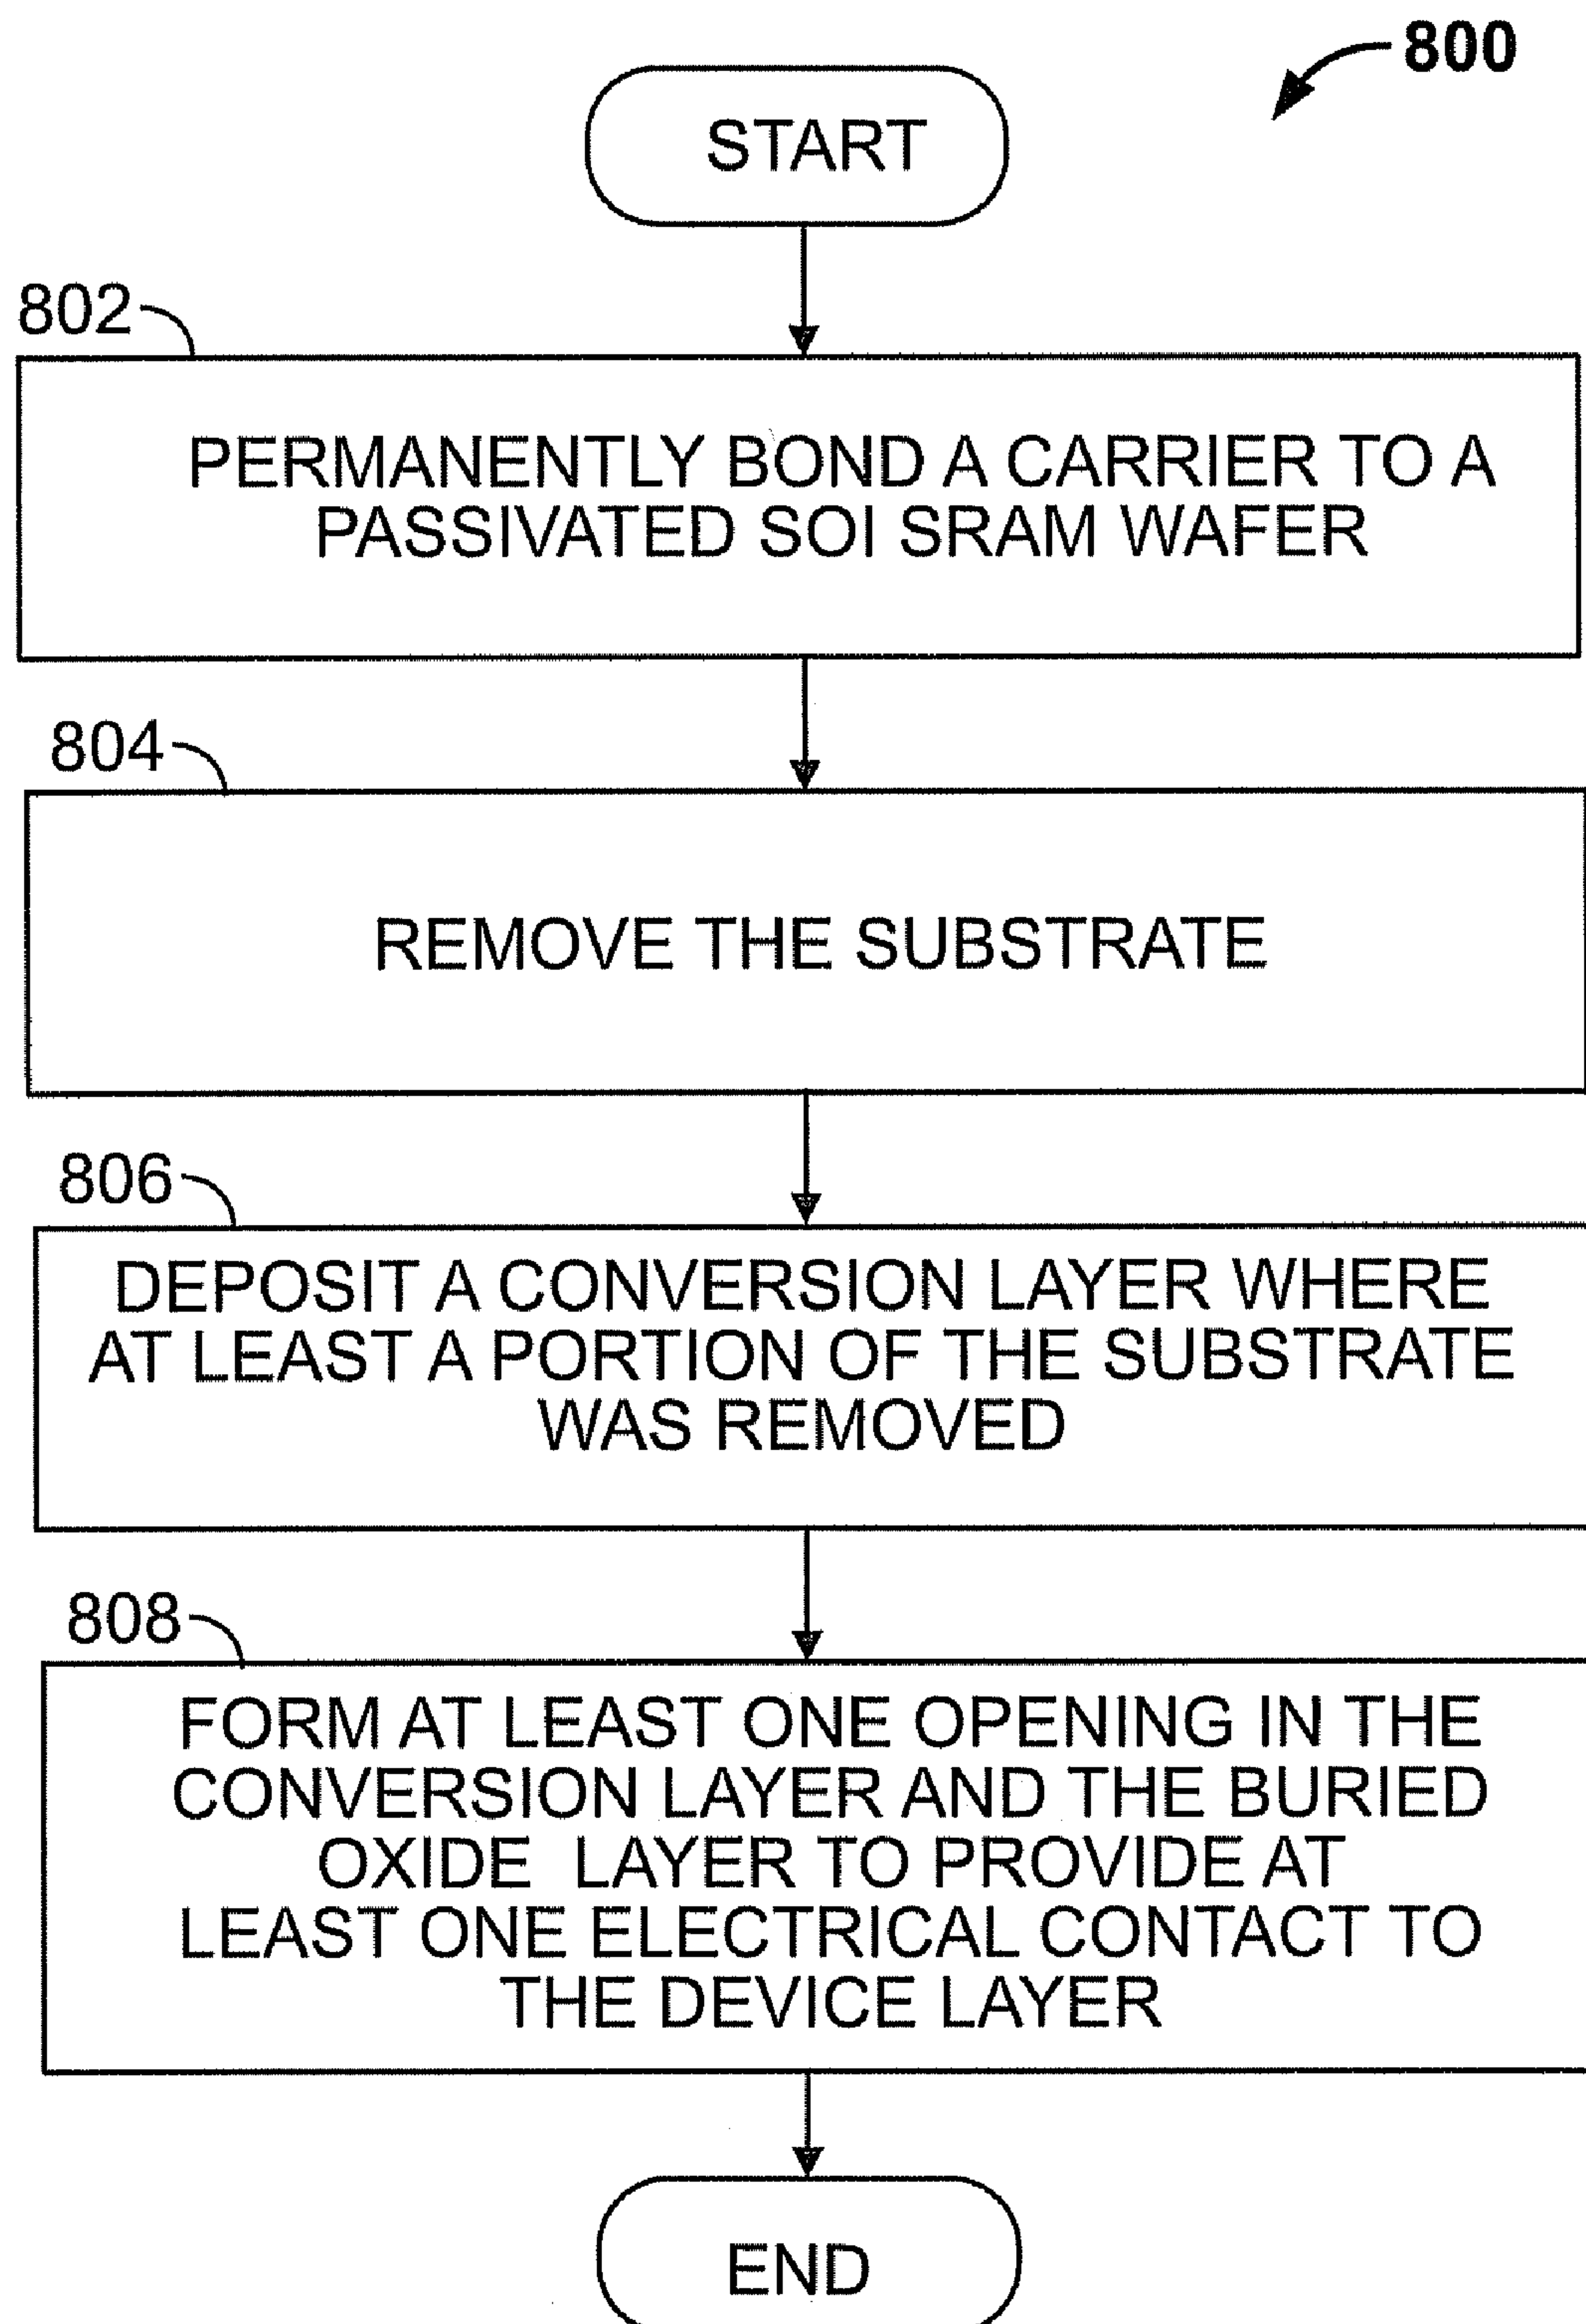 800
START
802
PERMANENTLY BOND A CARRIER TO A
PASSIVATED SOI SRAM WAFER
804
REMOVE THE SUBSTRATE
806
DEPOSIT A CONVERSION LAYER WHERE
AT LEAST A PORTION OF THE SUBSTRATE
WAS REMOVED
808
FORM AT LEAST ONE OPENING IN THE
CONVERSION LAYER AND THE BURIED
OXIDE LAYER TO PROVIDE AT
LEAST ONE ELECTRICAL CONTACT TO
THE DEVICE LAYER
END